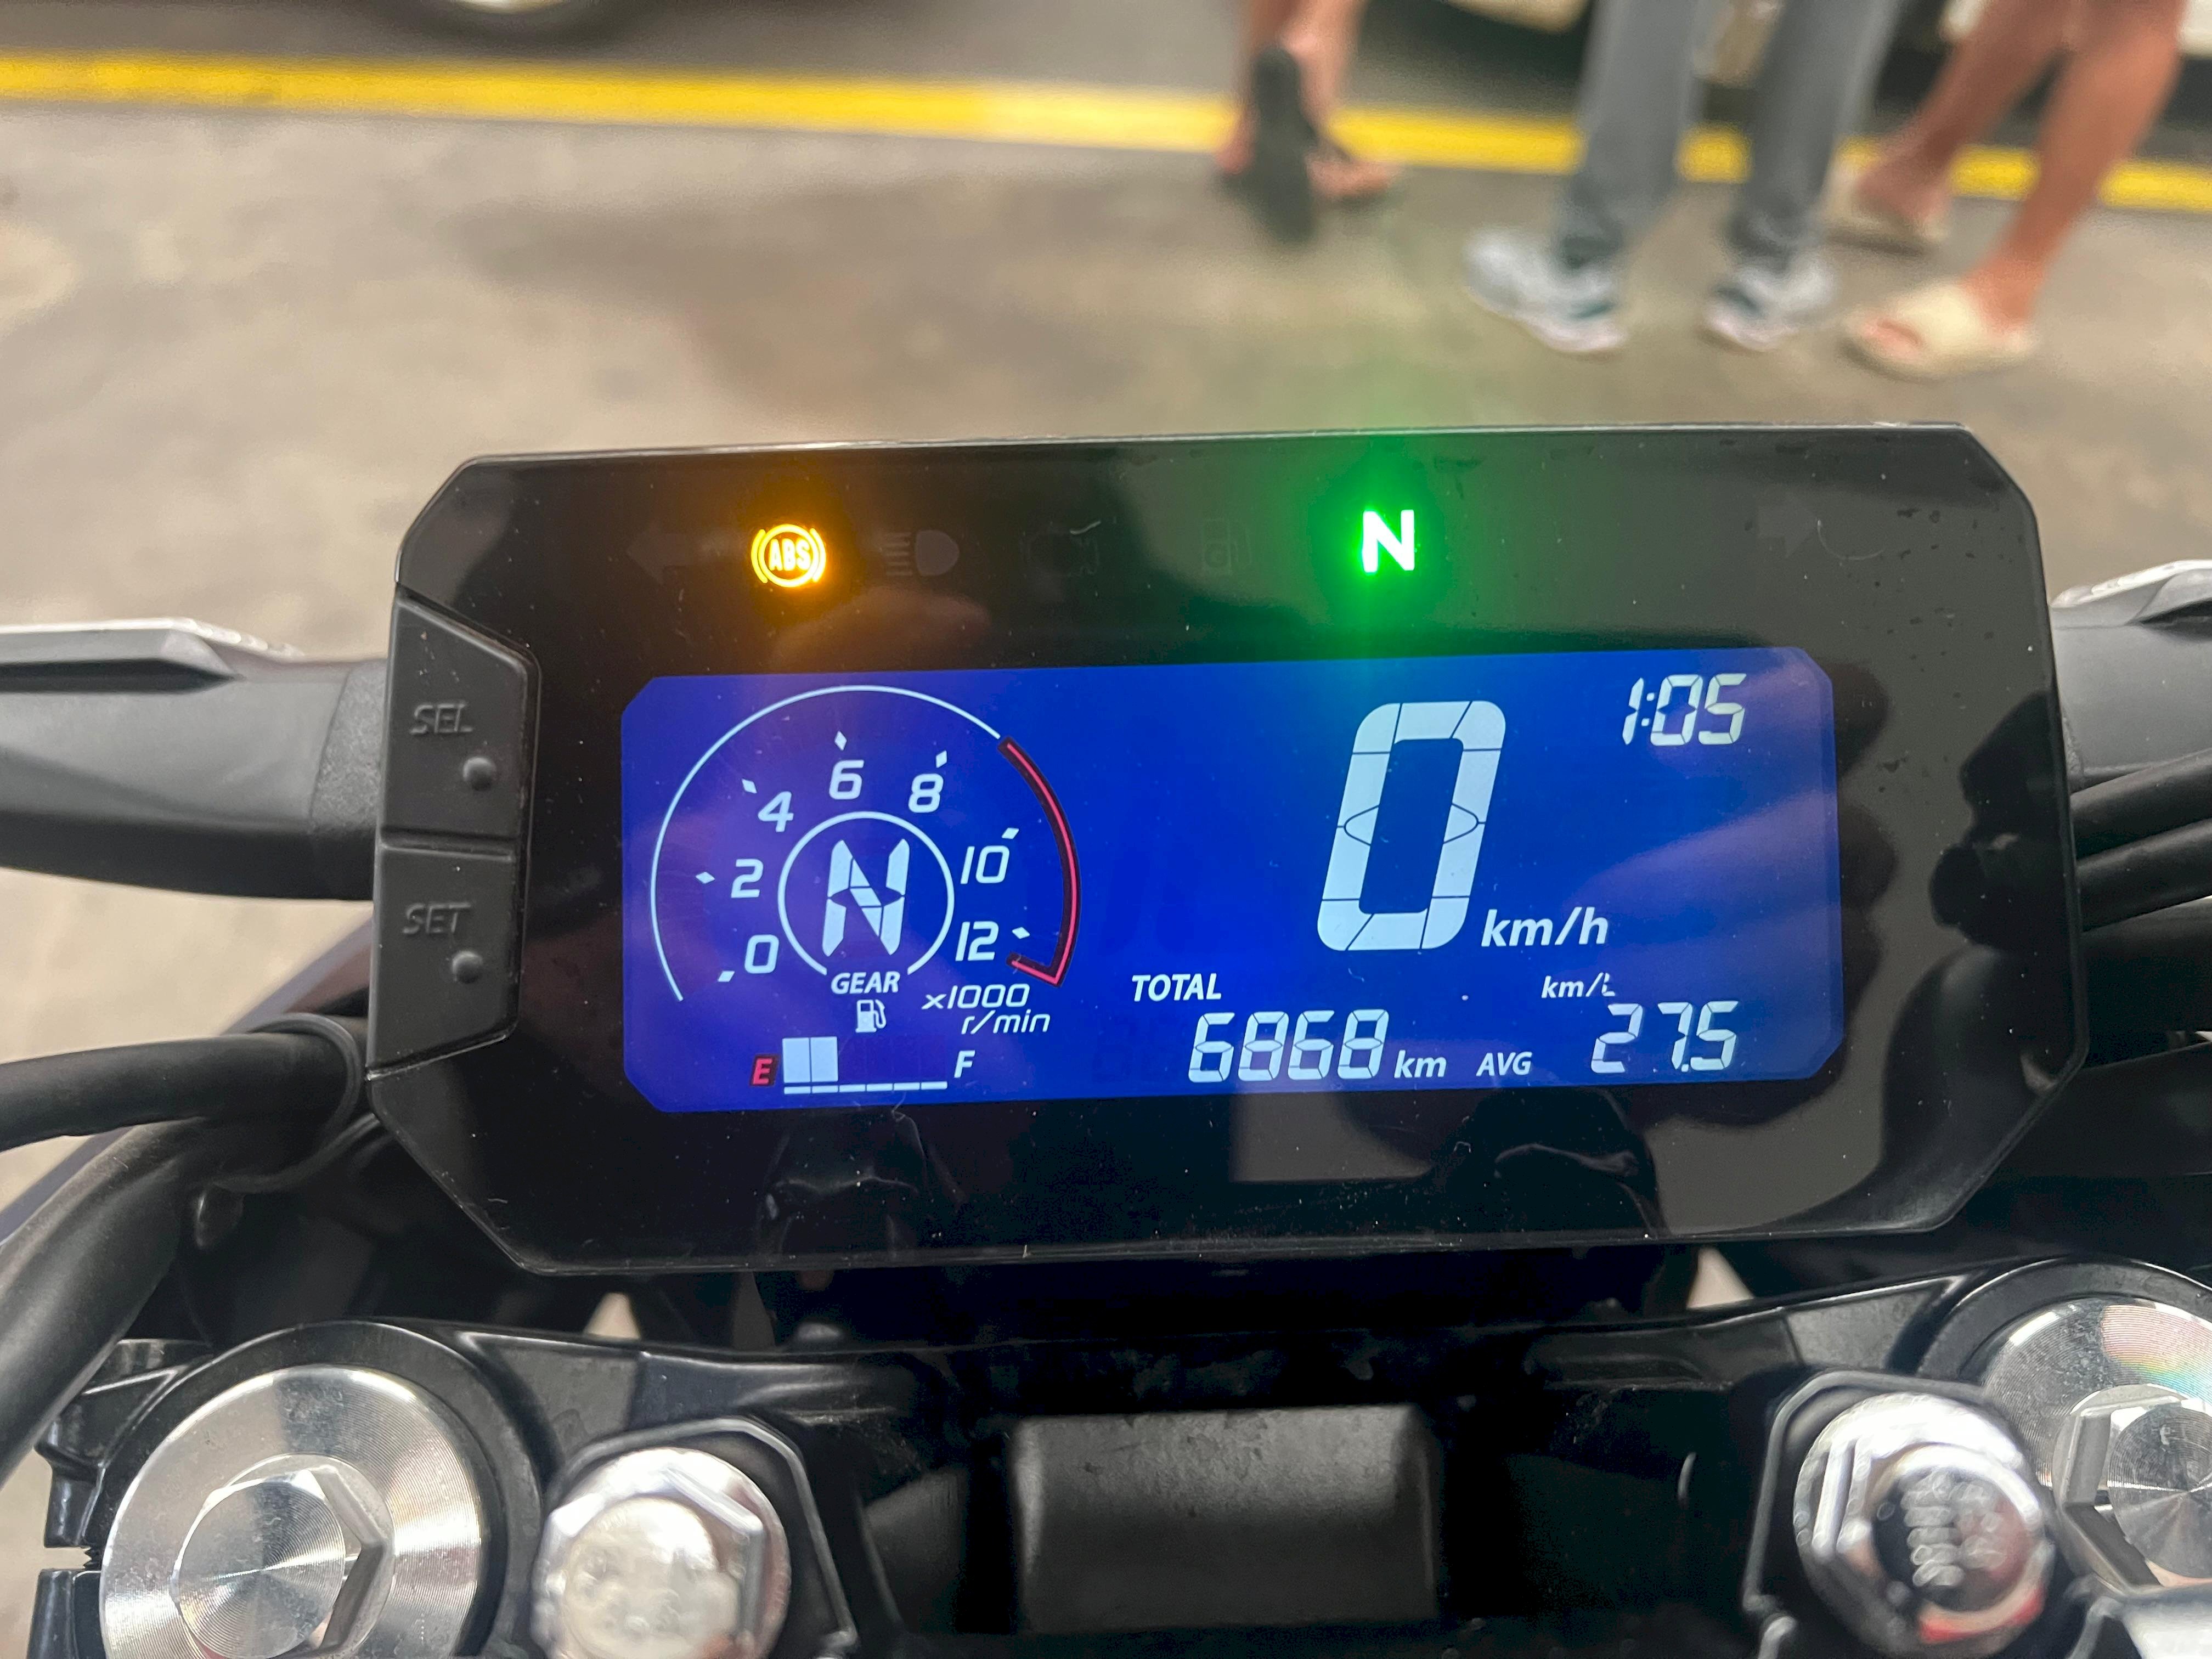 ABS N
1:05
SEL
6 8
4
0 km/h
N
2 10
SET
0 12
GEAR
x1000 r/min
TOTAL km/L
E F 6868 km AVG 27.5